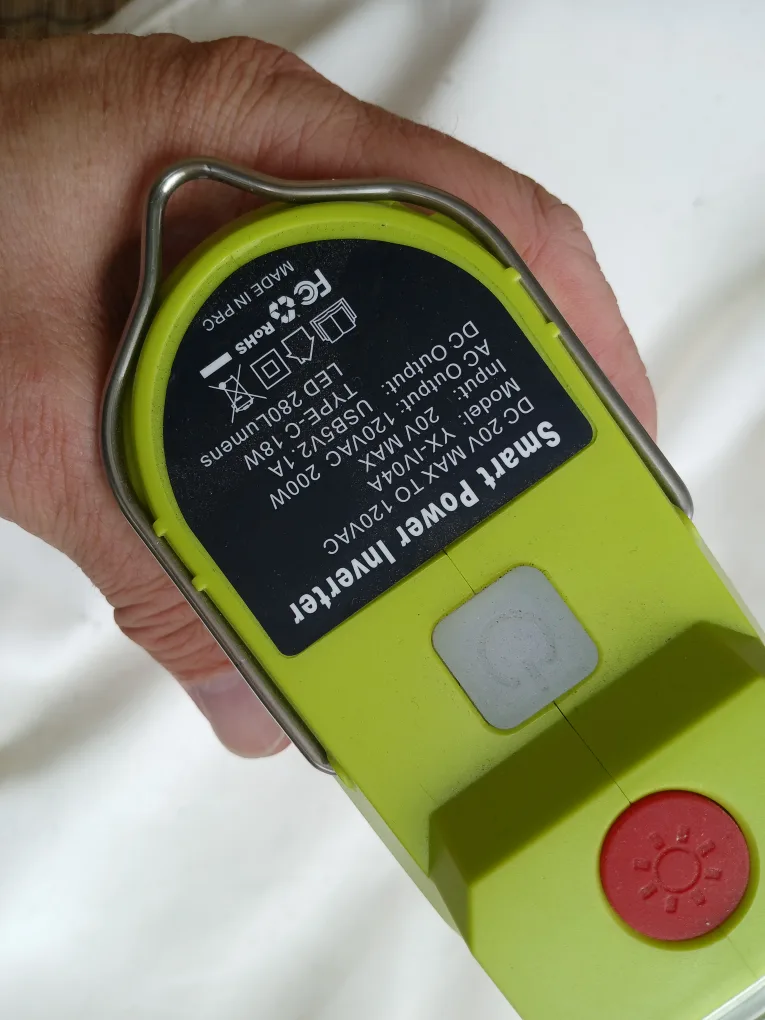 Smart Power Inverter
DC 20V MAX TO 120VAC
Model: YX-IV04A
Input: 20V MAX
AC Output: 120VAC 200W
DC Output: USB5V2.1A
TYPE-C 18W
LED 280Lumens
FC RoHS
MADE IN PRC